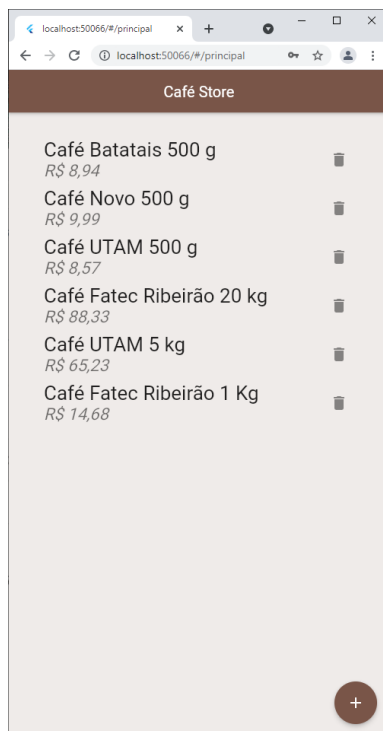 localhost:50066/#/principal
localhost:50066/#/principal
Café Store
Café Batatais 500 g
R$ 8,94
Café Novo 500 g
R$ 9,99
Café UTAM 500 g
R$ 8,57
Café Fatec Ribeirão 20 kg
R$ 88,33
Café UTAM 5 kg
R$ 65,23
Café Fatec Ribeirão 1 Kg
R$ 14,68